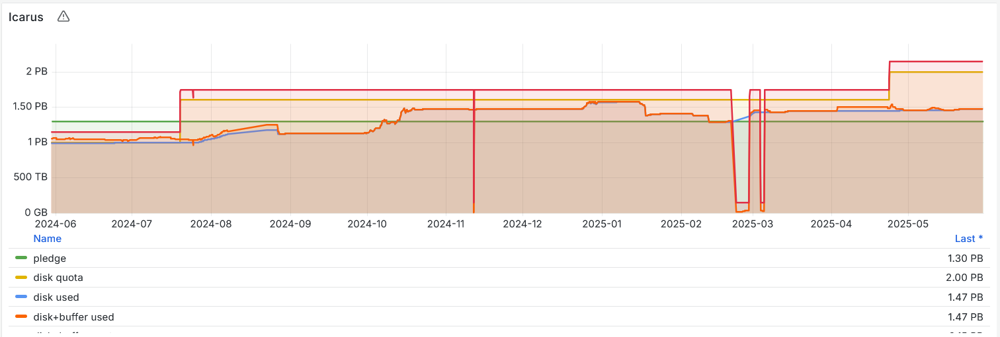 Icarus
2 PB
1.50 PB
1 PB
500 TB
0 GB
2024-06 2024-07 2024-08 2024-09 2024-10 2024-11 2024-12 2025-01 2025-02 2025-03 2025-04 2025-05
Name Last *
pledge 1.30 PB
disk quota 2.00 PB
disk used 1.47 PB
disk+buffer used 1.47 PB